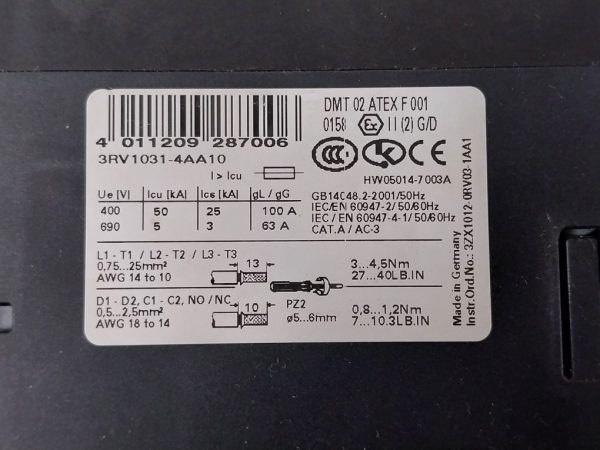 4 011209 287006
3RV1031-4AA10
I > Icu
Ue [V] Icu [kA] Ics [kA] gL / gG
400 50 25 100 A
690 5 3 63 A
DMT 02 ATEX F 001
0158 Ex II (2) G/D
CCC CE
HW05014-7003A
GB14048.2-2001/50Hz
IEC/EN 60947-2/ 50/60Hz
IEC / EN 60947-4-1/ 50/60Hz
CAT.A / AC-3
L1 - T1 / L2 - T2 / L3 - T3
0,75...25mm²
AWG 14 to 10
13
3...4,5Nm
27...40LB.IN
D1 - D2, C1 - C2, NO / NC
0,5...2,5mm²
AWG 18 to 14
10
PZ2
ø5...6mm
0,8...1,2Nm
7...10.3LB.IN
Made in Germany
Instr.Ord.No.: 3ZX1012-0RV03-1AA1